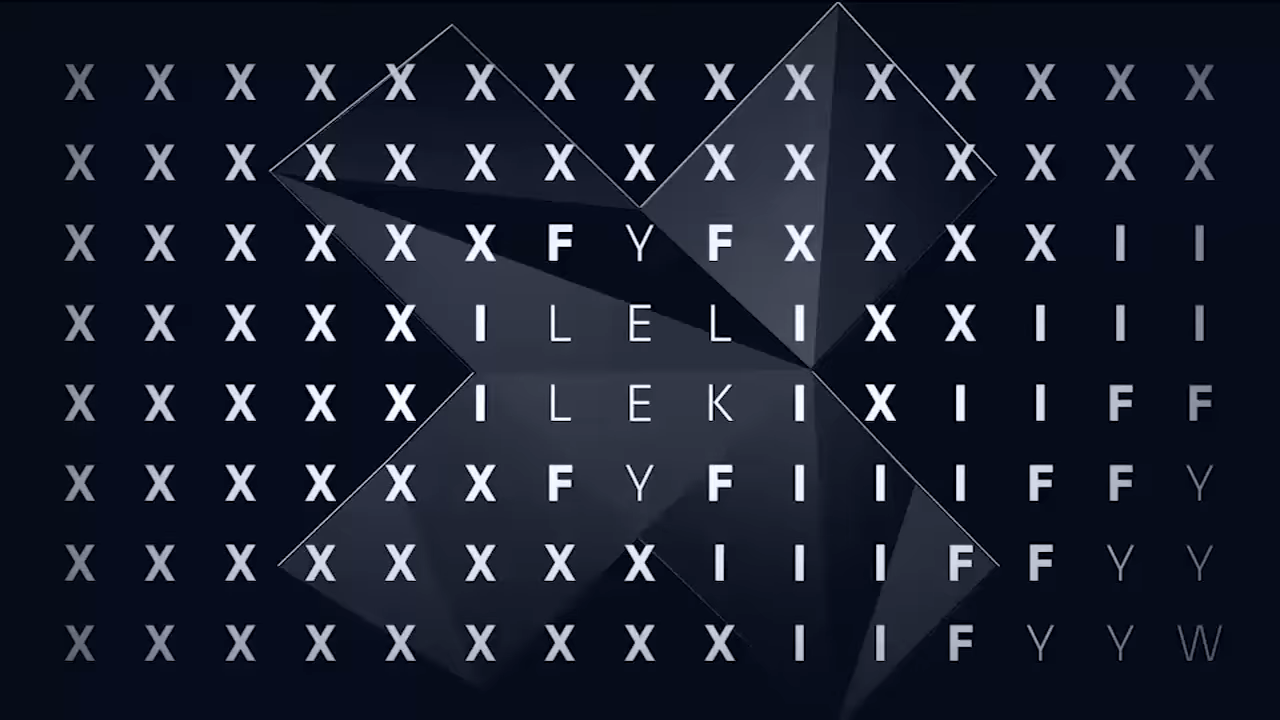 X X X X X X X X X X X X X X X
X X X X X X X X X X X X X X X
X X X X X X F Y F X X X X I I
X X X X X I L E L I X X I I I
X X X X X I L E K I X I I F F
X X X X X X F Y F I I I F F Y
X X X X X X X X I I I F F Y Y
X X X X X X X X X I I F Y Y W